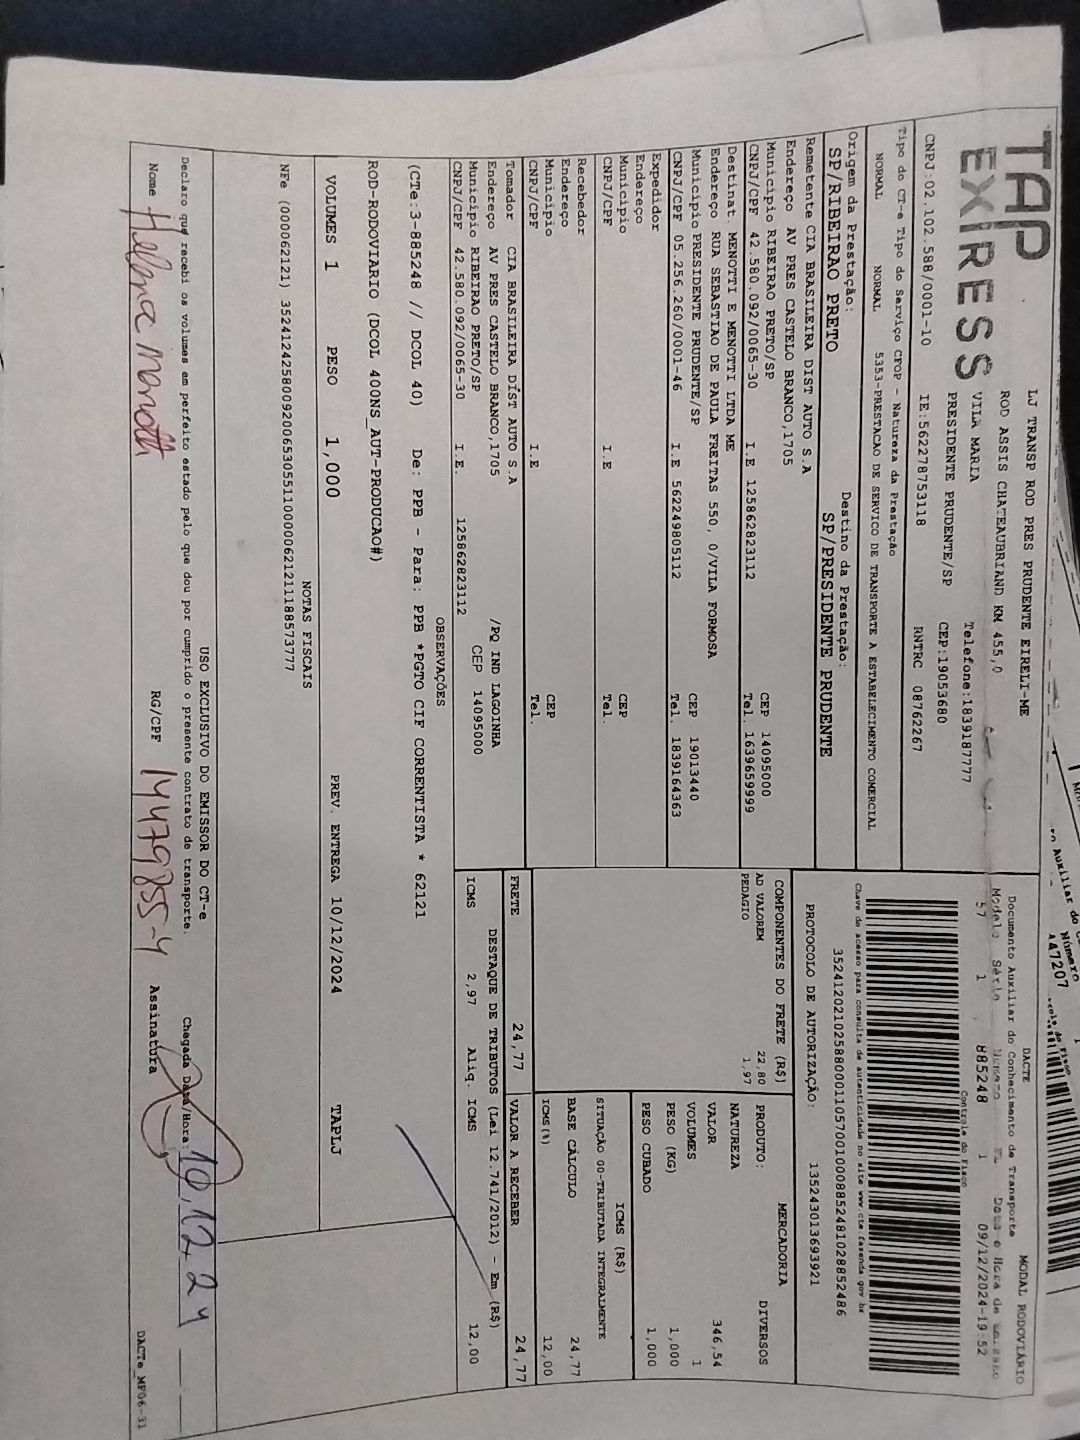 TAP EXPRESS
LJ TRANSP ROD PRES PRUDENTE EIRELI-ME
ROD ASSIS CHATEAUBRIAND KM 455,0
VILA MARIA Telefone:1839187777
PRESIDENTE PRUDENTE/SP CEP:19053680
CNPJ:02.102.588/0001-10 IE:562278753118 RNTRC 08762267
Tipo do CT-e Tipo do Serviço CFOP - Natureza da Prestação
NORMAL NORMAL 5353-PRESTACAO DE SERVICO DE TRANSPORTE A ESTABELECIMENTO COMERCIAL
Origem da Prestação: Destino da Prestação:
SP/RIBEIRAO PRETO SP/PRESIDENTE PRUDENTE
Remetente CIA BRASILEIRA DIST AUTO S.A
Endereço AV PRES CASTELO BRANCO,1705
Município RIBEIRAO PRETO/SP CEP 14095000
CNPJ/CPF 42.580.092/0065-30 I.E 125862823112 Tel. 1639659999
Destinat. MENOTTI E MENOTTI LTDA ME
Endereço RUA SEBASTIAO DE PAULA FREITAS 550, 0/VILA FORMOSA
Município PRESIDENTE PRUDENTE/SP CEP 19013440
CNPJ/CPF 05.256.260/0001-46 I.E 562249805112 Tel. 1839164363
Expedidor
Endereço
Município CEP
CNPJ/CPF I.E Tel.
Recebedor
Endereço
Município CEP
CNPJ/CPF I.E Tel.
Tomador CIA BRASILEIRA DIST AUTO S.A
Endereço AV PRES CASTELO BRANCO,1705 /PQ IND LAGOINHA
Município RIBEIRAO PRETO/SP CEP 14095000
CNPJ/CPF 42.580.092/0065-30 I.E. 125862823112
DACTE MODAL RODOVIÁRIO
Documento Auxiliar do Conhecimento de Transporte
Modelo Série Número FL Data e Hora de
57 1 885248 1 09/12/2024-19:52
Controle do Fisco
Chave de acesso para consulta de autenticidade no site www.cte.fazenda.gov.br
35241202102588000110570010008852481028852486
PROTOCOLO DE AUTORIZAÇÃO: 135243013693921
COMPONENTES DO FRETE (R$)
AD VALOREM 22,80
PEDAGIO 1,97
MERCADORIA
PRODUTO: DIVERSOS
NATUREZA
VALOR 346,54
VOLUMES 1
PESO (KG) 1,000
PESO CUBADO 1,000
ICMS (R$)
SITUAÇÃO 00-TRIBUTADA INTEGRALMENTE
BASE CÁLCULO 24,77
ICMS(%) 12,00
FRETE 24,77 VALOR A RECEBER 24,77
DESTAQUE DE TRIBUTOS (Lei 12.741/2012) - Em (R$)
ICMS 2,97 Aliq. ICMS 12,00
OBSERVAÇÕES
(CTe:3-885248 // DCOL 40) De: PPB - Para: PPB *PGTO CIF CORRENTISTA * 62121
ROD-RODOVIARIO (DCOL 400NS_AUT-PRODUCAO#)
VOLUMES 1 PESO 1,000 PREV. ENTREGA 10/12/2024 TAPLJ
NOTAS FISCAIS
NFe (000062121) 35241242580092006530551100000621211188573777
USO EXCLUSIVO DO EMISSOR DO CT-e
Declaro que recebi os volumes em perfeito estado pelo que dou por cumprido o presente contrato de transporte. Chegada Data/Hora: 10,12,24
Nome RG/CPF 14479855-4 Assinatura
DACTe_MF06-31
Número
147207